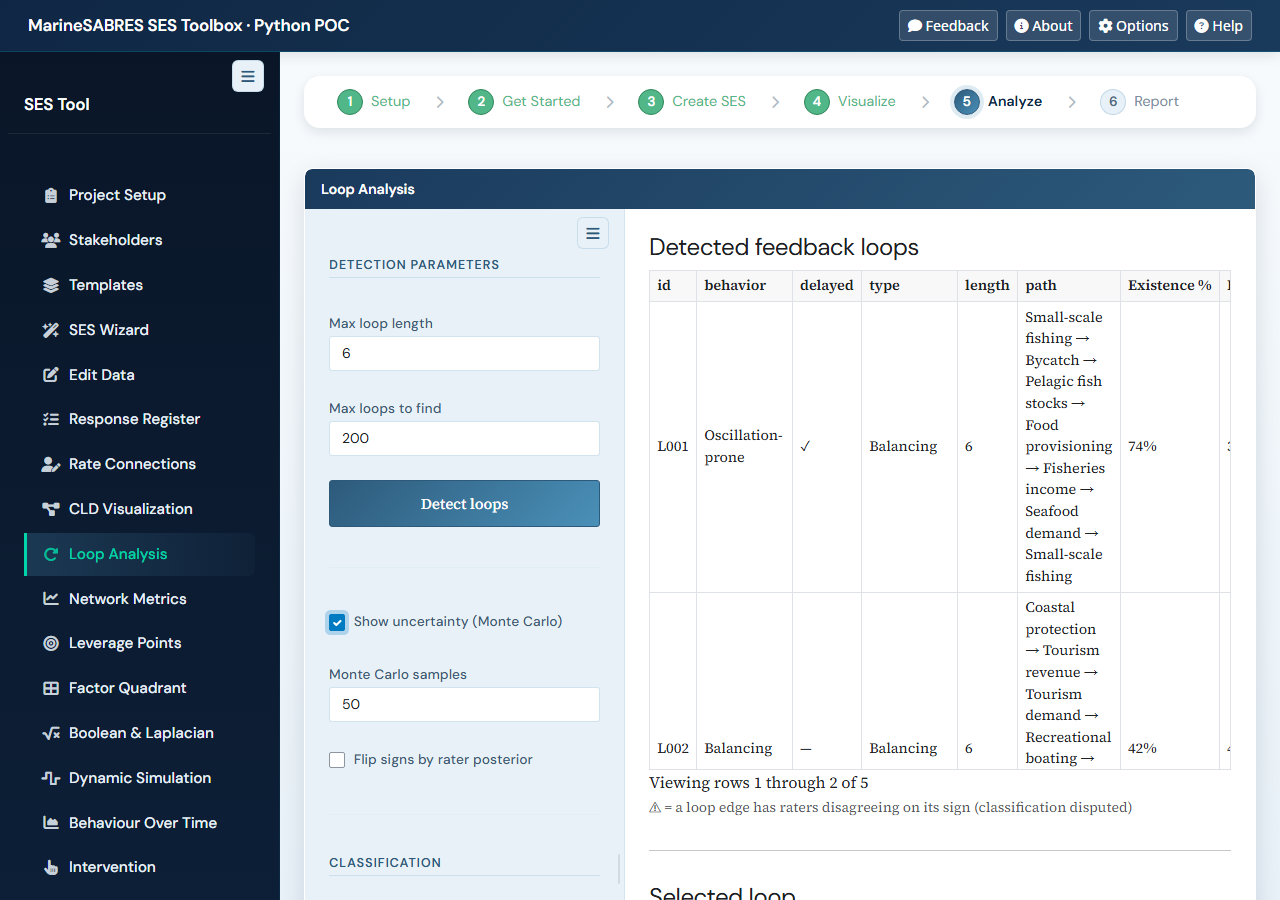 MarineSABRES SES Toolbox · Python POC
Feedback
About
Options
Help
SES Tool
Project Setup
Stakeholders
Templates
SES Wizard
Edit Data
Response Register
Rate Connections
CLD Visualization
Loop Analysis
Network Metrics
Leverage Points
Factor Quadrant
Boolean & Laplacian
Dynamic Simulation
Behaviour Over Time
Intervention
1 Setup
2 Get Started
3 Create SES
4 Visualize
5 Analyze
6 Report
Loop Analysis
DETECTION PARAMETERS
Max loop length
6
Max loops to find
200
Detect loops
Show uncertainty (Monte Carlo)
Monte Carlo samples
50
Flip signs by rater posterior
CLASSIFICATION
Detected feedback loops
id behavior delayed type length path Existence %
Small-scale
fishing →
Bycatch →
Pelagic fish
stocks →
Food
provisioning
→ Fisheries
income →
Seafood
demand →
Small-scale
fishing
L001 Oscillation-
prone ✓ Balancing 6 74%
Coastal
protection
→ Tourism
revenue →
Tourism
demand →
Recreational
boating →
L002 Balancing — Balancing 6 42%
Viewing rows 1 through 2 of 5
⚠ = a loop edge has raters disagreeing on its sign (classification disputed)
Selected loop